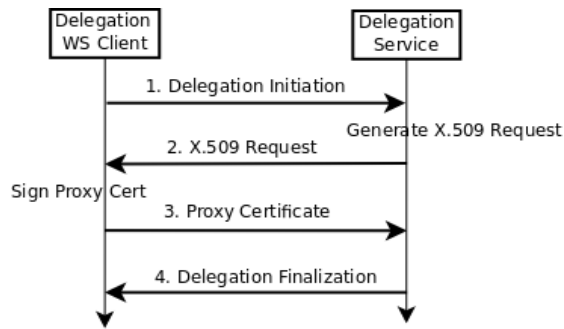 Delegation
WS Client
Delegation
Service
1. Delegation Initiation
Generate X.509 Request
2. X.509 Request
Sign Proxy Cert
3. Proxy Certificate
4. Delegation Finalization